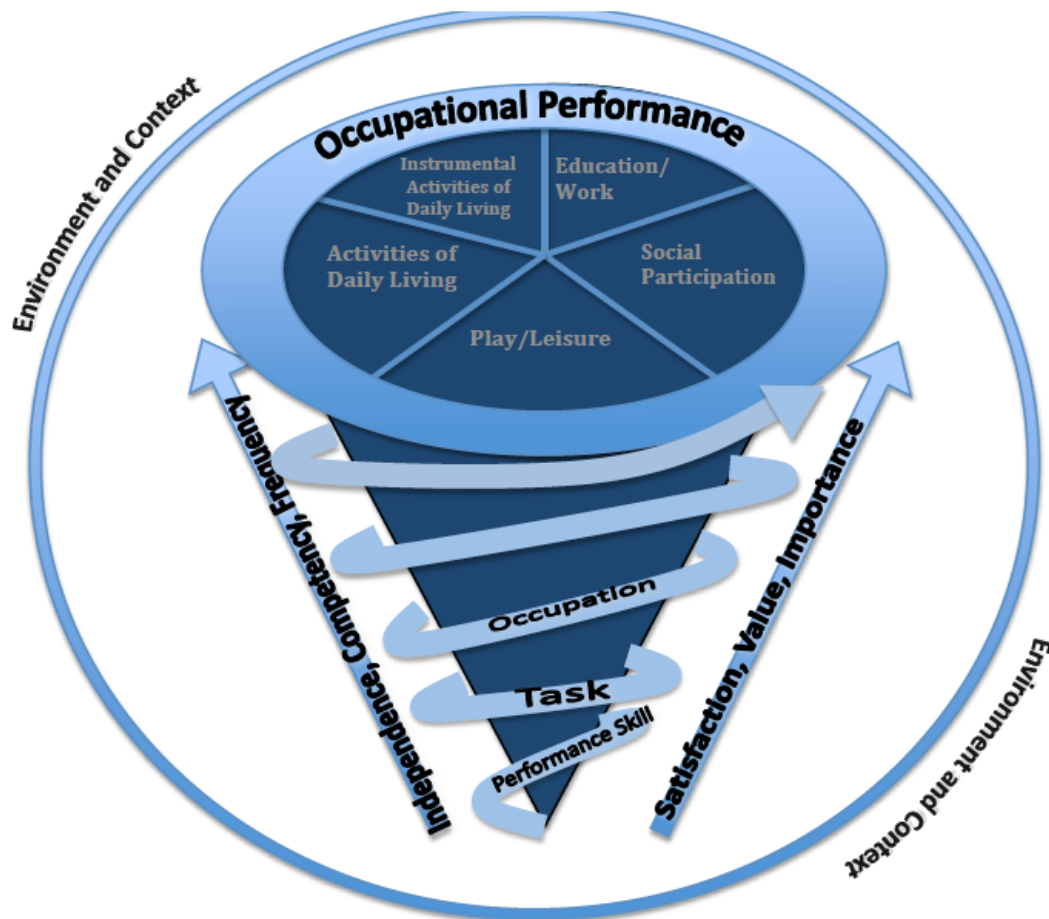 Environment and Context
Occupational Performance
Instrumental
Activities of
Daily Living
Education/
Work
Activities of
Daily Living
Social
Participation
Play/Leisure
Independence, Competency, Frequency
Satisfaction, Value, Importance
Occupation
Task
Performance Skill
Environment and Context